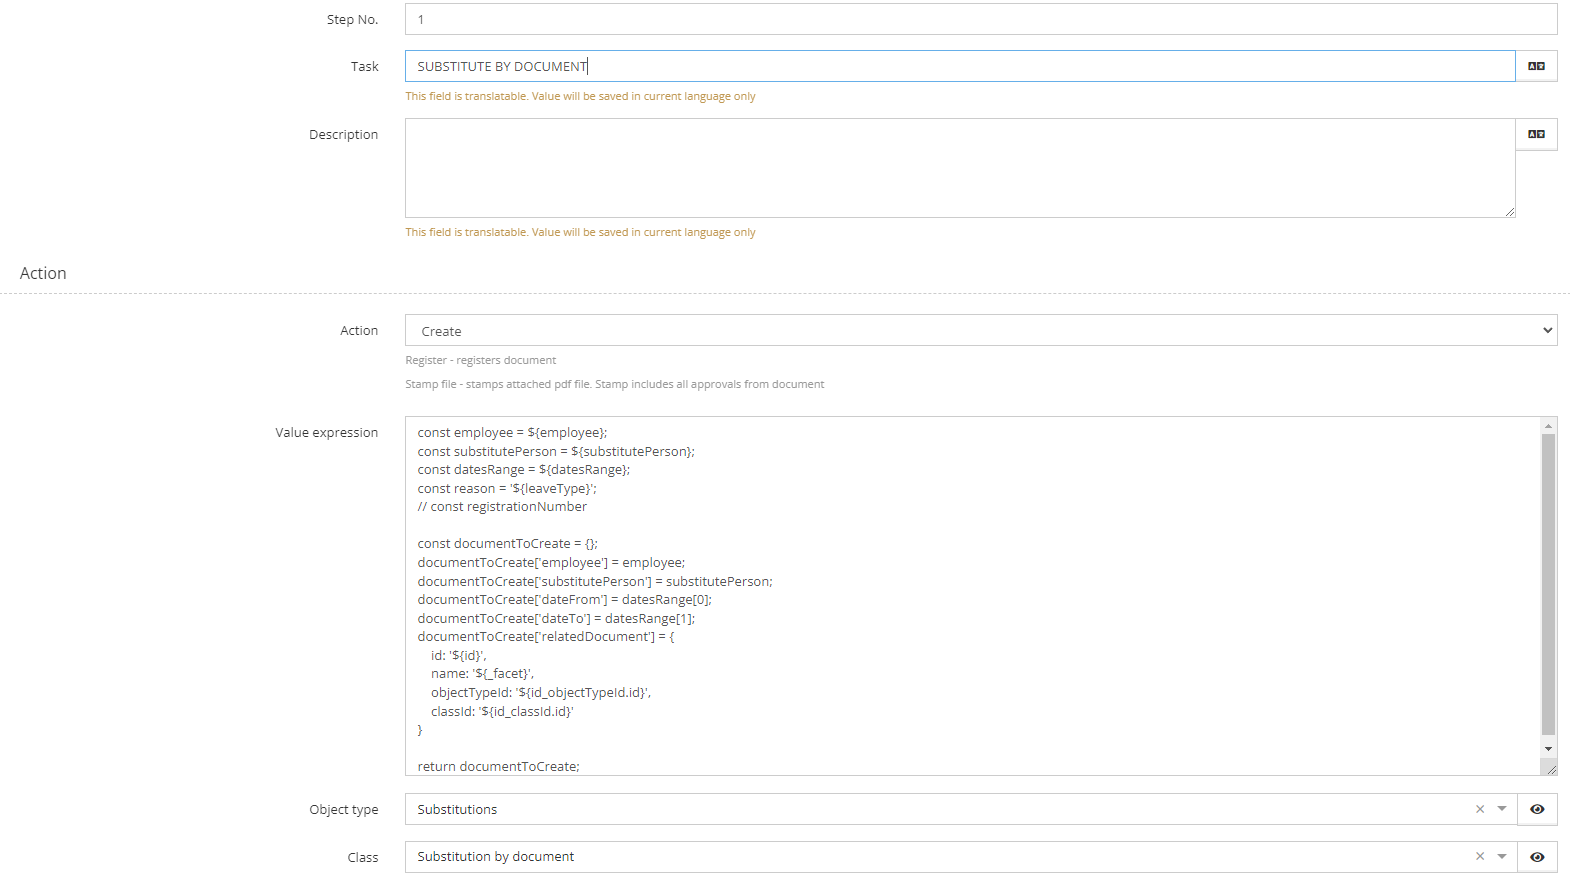 Step No.
1
Task
SUBSTITUTE BY DOCUMENT
This field is translatable. Value will be saved in current language only
Description
This field is translatable. Value will be saved in current language only
Action
Action
Create
Register - registers document
Stamp file - stamps attached pdf file. Stamp includes all approvals from document
Value expression
const employee = ${employee};
const substitutePerson = ${substitutePerson};
const datesRange = ${datesRange};
const reason = '${leaveType}';
// const registrationNumber
const documentToCreate = {};
documentToCreate['employee'] = employee;
documentToCreate['substitutePerson'] = substitutePerson;
documentToCreate['dateFrom'] = datesRange[0];
documentToCreate['dateTo'] = datesRange[1];
documentToCreate['relatedDocument'] = {
id: '${id}',
name: '${_facet}',
objectTypeId: '${id_objectTypeId.id}',
classId: '${id_classId.id}'
}
return documentToCreate;
Object type
Substitutions
Class
Substitution by document